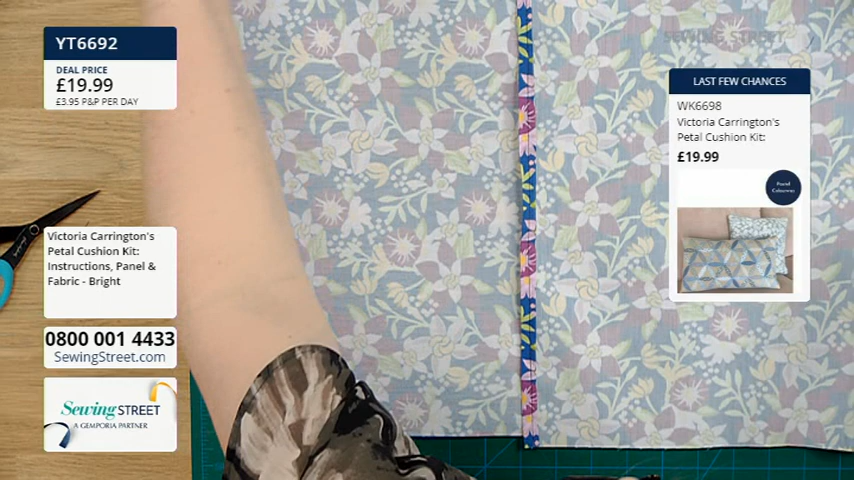 YT6692
DEAL PRICE
£19.99
£3.95 P&P PER DAY
Victoria Carrington's
Petal Cushion Kit:
Instructions, Panel &
Fabric - Bright
0800 001 4433
SewingStreet.com
Sewing STREET
A GEMPORIA PARTNER
SEWING STREET
LAST FEW CHANCES
WK6698
Victoria Carrington's
Petal Cushion Kit:
£19.99
Pastel
Colourway